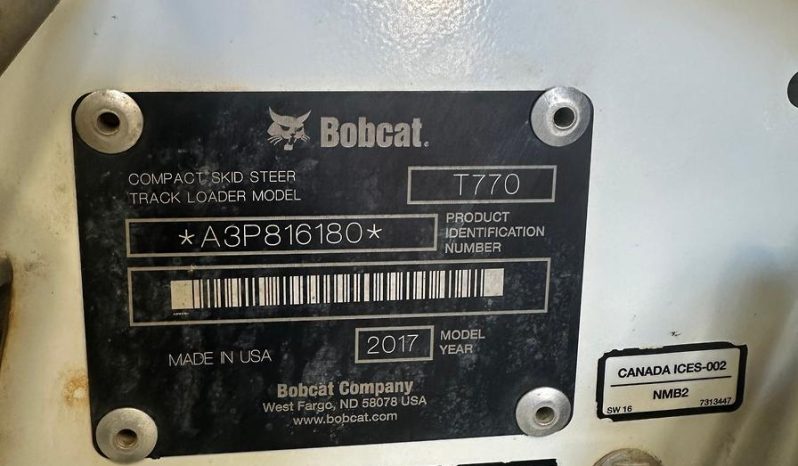 Bobcat.
COMPACT SKID STEER
TRACK LOADER MODEL
T770
*A3P816180*
PRODUCT
IDENTIFICATION
NUMBER
MADE IN USA
2017
MODEL
YEAR
Bobcat Company
West Fargo, ND 58078 USA
www.bobcat.com
CANADA ICES-002
NMB2
SW 16
7313447